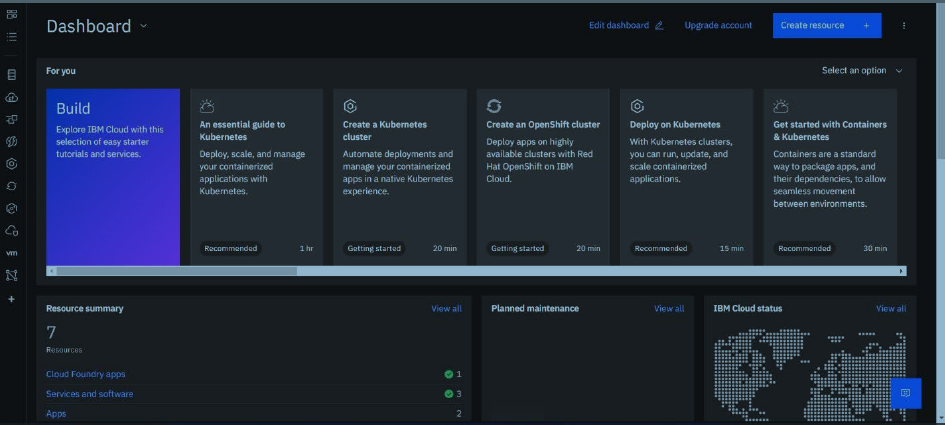 Dashboard
Edit dashboard
Upgrade account
Create resource +
For you
Select an option
Build
Explore IBM Cloud with this
selection of easy starter
tutorials and services.
An essential guide to
Kubernetes
Deploy, scale, and manage
your containerized
applications with
Kubernetes.
Recommended
1 hr
Create a Kubernetes
cluster
Automate deployments and
manage your containerized
apps in a native Kubernetes
experience.
Getting started
20 min
Create an OpenShift cluster
Deploy apps on highly
available clusters with Red
Hat OpenShift on IBM
Cloud.
Getting started
20 min
Deploy on Kubernetes
With Kubernetes clusters,
you can run, update, and
scale containerized
applications.
Recommended
15 min
Get started with Containers
& Kubernetes
Containers are a standard
way to package apps, and
their dependencies, to allow
seamless movement
between environments.
Recommended
30 min
vm
Resource summary
View all
7
Resources
Cloud Foundry apps
1
Services and software
3
Apps
2
Planned maintenance
View all
IBM Cloud status
View all